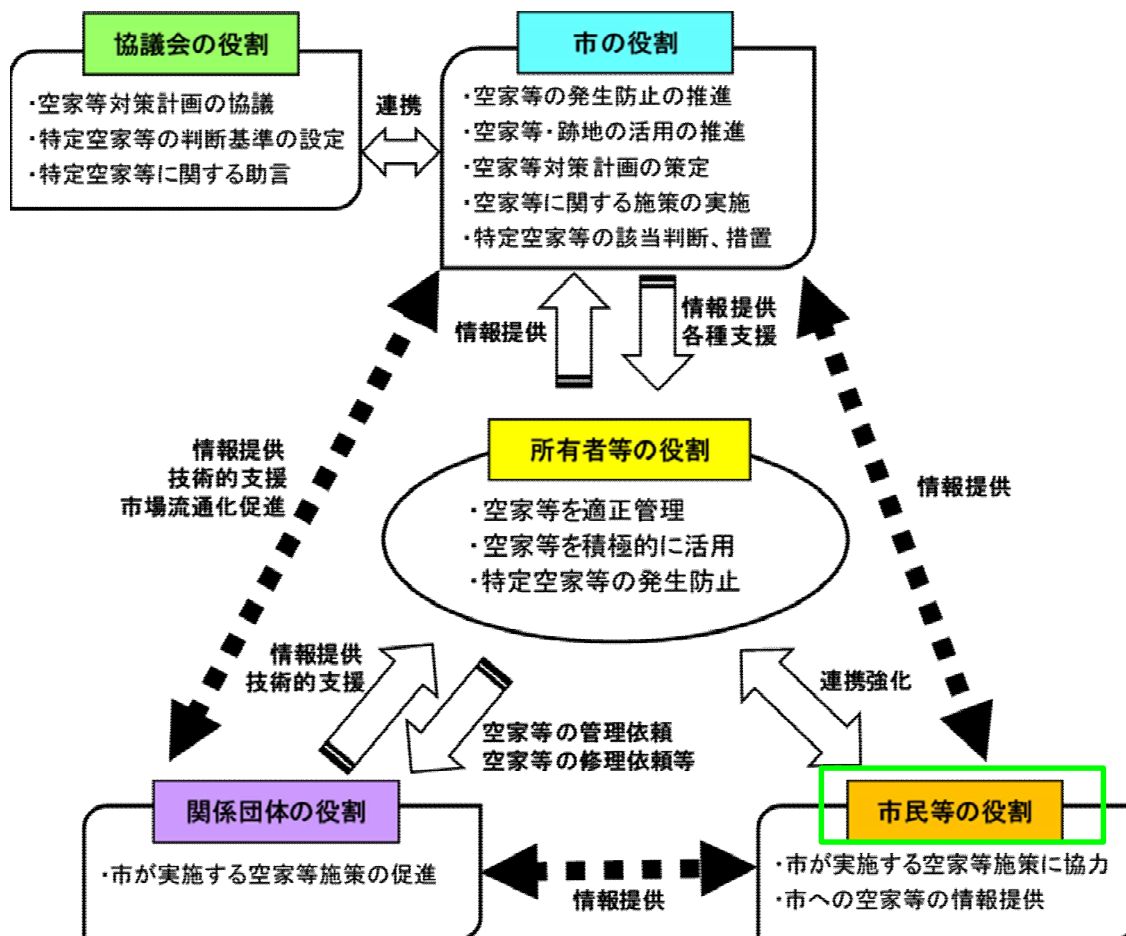 協議会の役割
・空家等対策計画の協議
・特定空家等の判断基準の設定
・特定空家等に関する助言
連携
市の役割
・空家等の発生防止の推進
・空家等・跡地の活用の推進
・空家等対策計画の策定
・空家等に関する施策の実施
・特定空家等の該当判断、措置
情報提供
情報提供
各種支援
情報提供
技術的支援
市場流通化促進
所有者等の役割
・空家等を適正管理
・空家等を積極的に活用
・特定空家等の発生防止
情報提供
情報提供
技術的支援
空家等の管理依頼
空家等の修理依頼等
連携強化
関係団体の役割
・市が実施する空家等施策の促進
情報提供
市民等の役割
・市が実施する空家等施策に協力
・市への空家等の情報提供